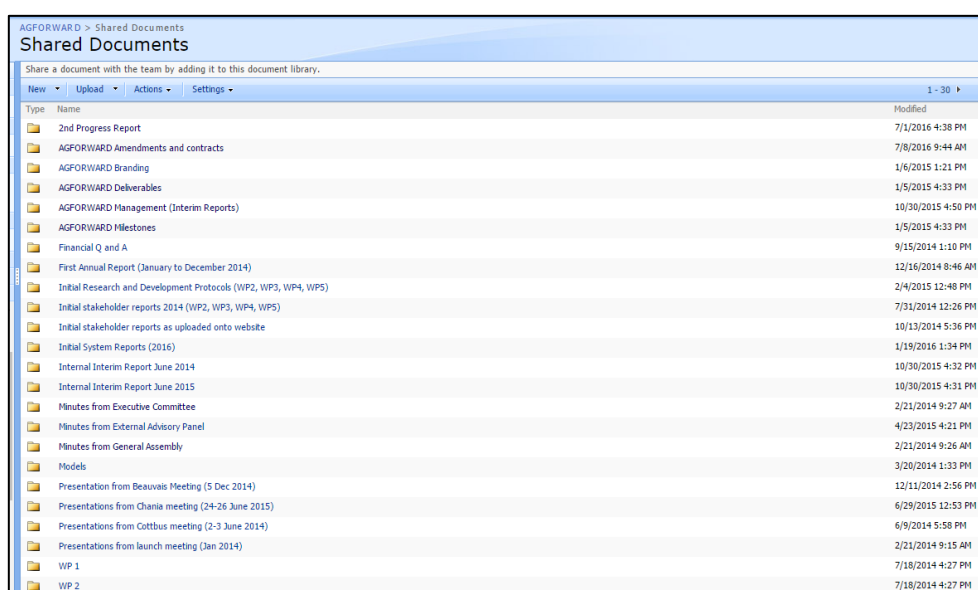 AGFORWARD > Shared Documents
Shared Documents
Share a document with the team by adding it to this document library.
New Upload Actions Settings 1 - 30
Type Name Modified
2nd Progress Report 7/1/2016 4:38 PM
AGFORWARD Amendments and contracts 7/8/2016 9:44 AM
AGFORWARD Branding 1/6/2015 1:21 PM
AGFORWARD Deliverables 1/5/2015 4:33 PM
AGFORWARD Management (Interim Reports) 10/30/2015 4:50 PM
AGFORWARD Milestones 1/5/2015 4:33 PM
Financial Q and A 9/15/2014 1:10 PM
First Annual Report (January to December 2014) 12/16/2014 8:46 AM
Initial Research and Development Protocols (WP2, WP3, WP4, WP5) 2/4/2015 12:48 PM
Initial stakeholder reports 2014 (WP2, WP3, WP4, WP5) 7/31/2014 12:26 PM
Initial stakeholder reports as uploaded onto website 10/13/2014 5:36 PM
Initial System Reports (2016) 1/19/2016 1:34 PM
Internal Interim Report June 2014 10/30/2015 4:32 PM
Internal Interim Report June 2015 10/30/2015 4:31 PM
Minutes from Executive Committee 2/21/2014 9:27 AM
Minutes from External Advisory Panel 4/23/2015 4:21 PM
Minutes from General Assembly 2/21/2014 9:26 AM
Models 3/20/2014 1:33 PM
Presentation from Beauvais Meeting (5 Dec 2014) 12/11/2014 2:56 PM
Presentations from Chania meeting (24-26 June 2015) 6/29/2015 12:53 PM
Presentations from Cottbus meeting (2-3 June 2014) 6/9/2014 5:58 PM
Presentations from launch meeting (Jan 2014) 2/21/2014 9:15 AM
WP 1 7/18/2014 4:27 PM
WP 2 7/18/2014 4:27 PM